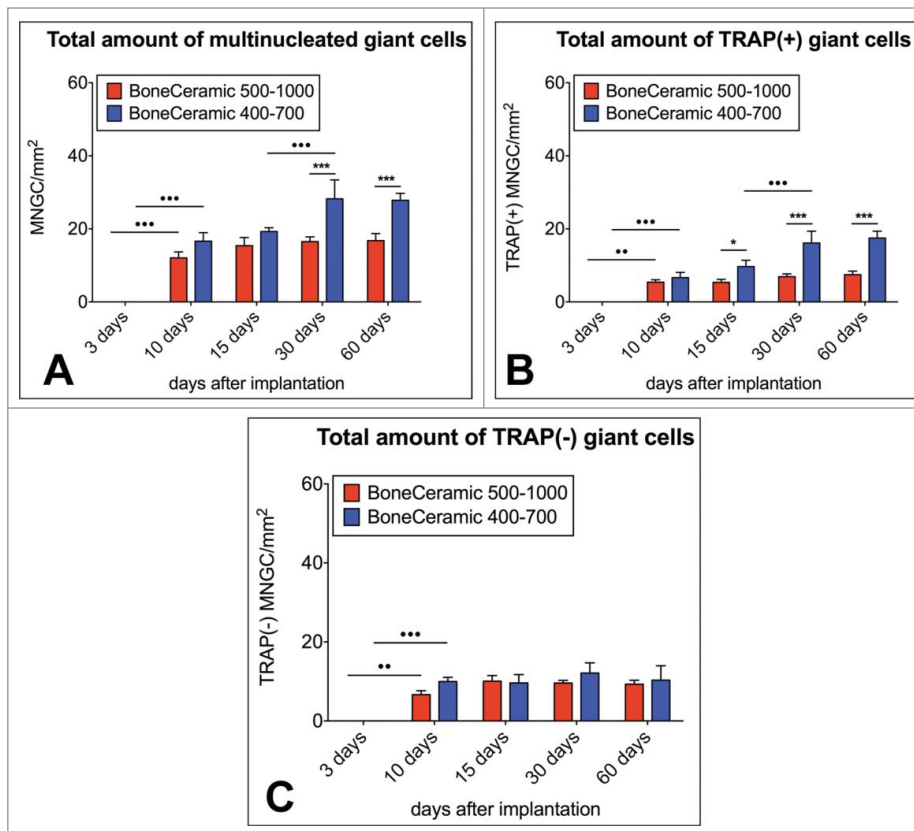 Total amount of multinucleated giant cells
BoneCeramic 500-1000
BoneCeramic 400-700
MNGC/mm²
60
40
20
0
•••
•••
•••
***
***
3 days
10 days
15 days
30 days
60 days
days after implantation
A
Total amount of TRAP(+) giant cells
BoneCeramic 500-1000
BoneCeramic 400-700
TRAP(+) MNGC/mm²
60
40
20
0
••
•••
*
•••
***
***
3 days
10 days
15 days
30 days
60 days
days after implantation
B
Total amount of TRAP(-) giant cells
BoneCeramic 500-1000
BoneCeramic 400-700
TRAP(-) MNGC/mm²
60
40
20
0
••
•••
3 days
10 days
15 days
30 days
60 days
days after implantation
C